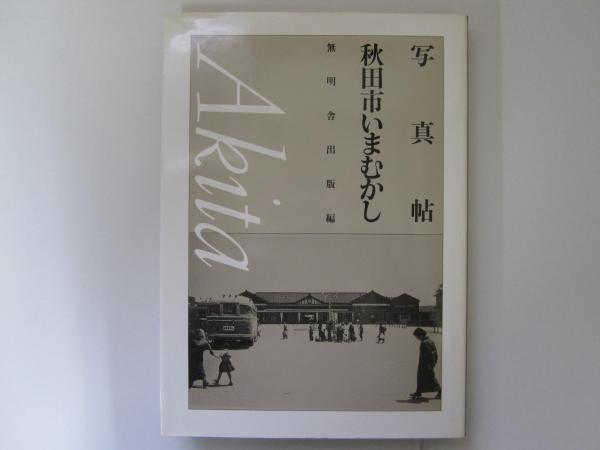 写真帖
秋田市いまむかし
無明舎出版編
Akita